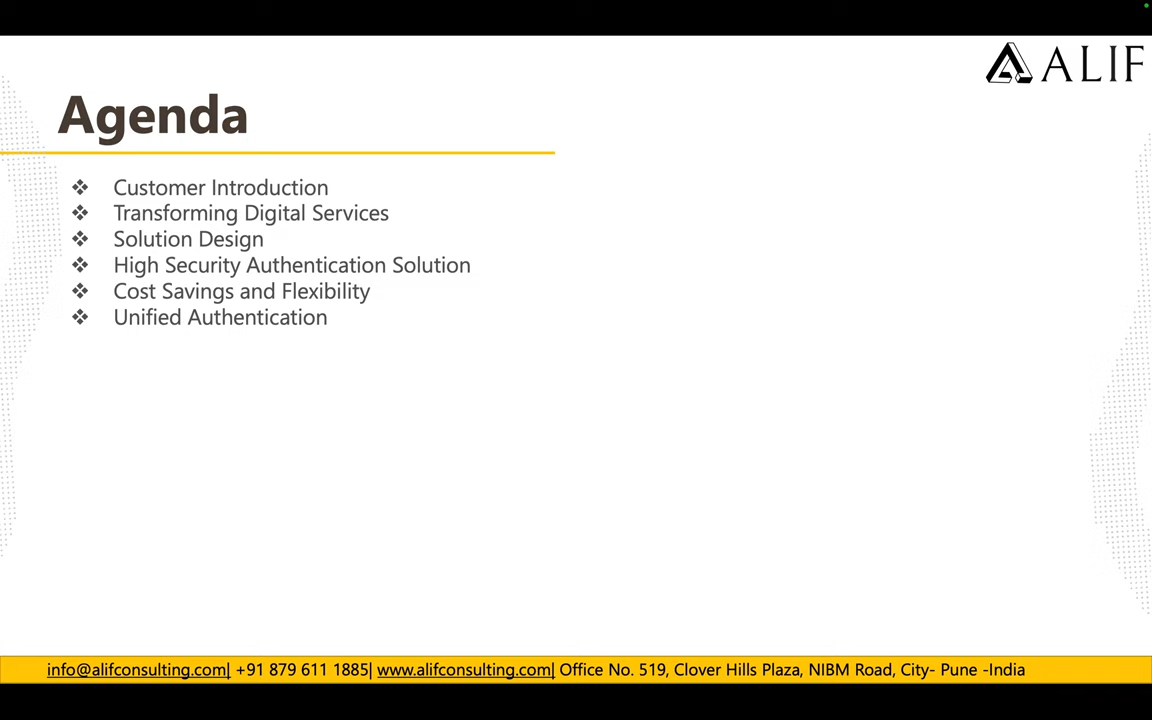 ALIF
Agenda
❖ Customer Introduction
❖ Transforming Digital Services
❖ Solution Design
❖ High Security Authentication Solution
❖ Cost Savings and Flexibility
❖ Unified Authentication
info@alifconsulting.com| +91 879 611 1885| www.alifconsulting.com| Office No. 519, Clover Hills Plaza, NIBM Road, City- Pune -India